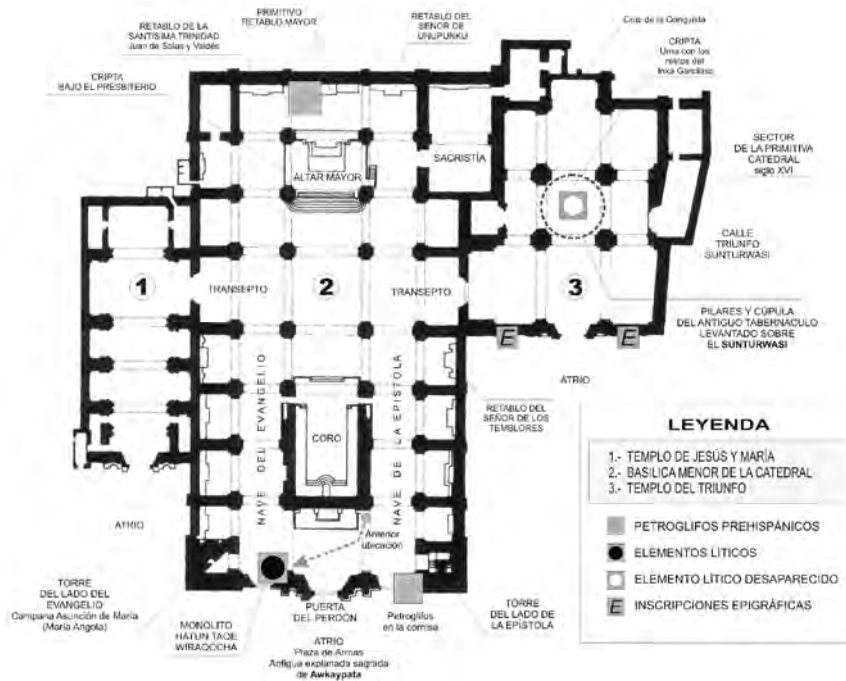 RETABLO DE LA
SANTÍSIMA TRINIDAD
Juan de Solas y Valdés
PRIMITIVO
RETABLO MAYOR
RETABLO DEL
SEÑOR DE
UNUPUNKU
Cruz de la Conquista
CRIPTA
Urna con los
restos del
Inka Garcilaso
CRIPTA
BAJO EL PRESBITERIO
SACRISTÍA
ALTAR MAYOR
SECTOR
DE LA PRIMITIVA
CATEDRAL
siglo XVI
CALLE
TRIUNFO
SUNTURWASI
1
TRANSEPTO
2
TRANSEPTO
3
PILARES Y CÚPULA
DEL ANTIGUO TABERNACULO
LEVANTADO SOBRE
EL SUNTURWASI
E
E
ATRIO
NAVE DEL EVANGELIO
NAVE DE LA EPÍSTOLA
CORO
RETABLO DEL
SEÑOR DE LOS
TEMBLORES
ATRIO
Anterior
ubicación
TORRE
DEL LADO DEL
EVANGELIO
Campana Asunción de María
(María Angola)
MONOLITO
HATUN TAQE
WIRAQOCHA
PUERTA
DEL PERDÓN
ATRIO
Plaza de Armas
Antigua explanada sagrada
de Awkaypata
Petroglifos
en la cornisa
TORRE
DEL LADO DE
LA EPÍSTOLA
LEYENDA
1.- TEMPLO DE JESÚS Y MARÍA
2.- BASILICA MENOR DE LA CATEDRAL
3.- TEMPLO DEL TRIUNFO
PETROGLIFOS PREHISPÁNICOS
ELEMENTOS LÍTICOS
ELEMENTO LÍTICO DESAPARECIDO
E INSCRIPCIONES EPIGRÁFICAS